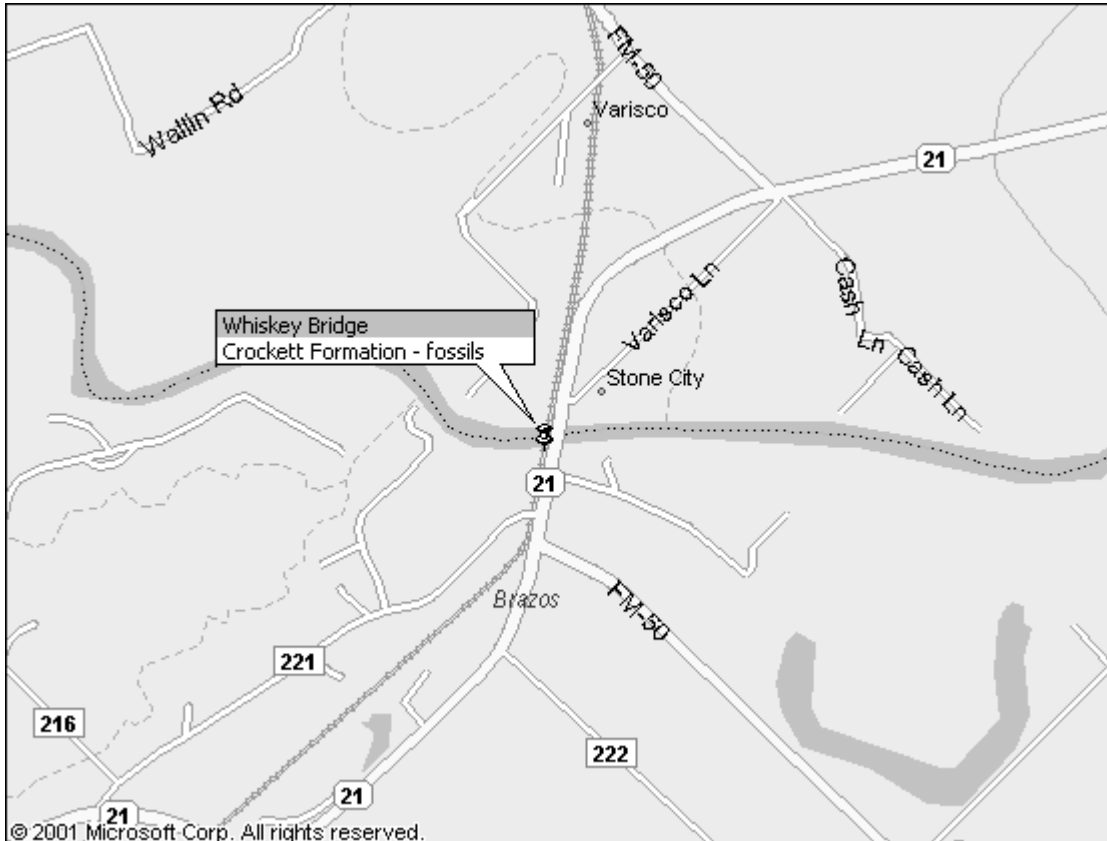 FM-50
Wallin Rd
Varisco
21
Cash Ln
Varisco Ln
Whiskey Bridge
Crockett Formation - fossils
Cash Ln
Stone City
21
Brazos
FM-50
221
216
222
21
21
© 2001 Microsoft Corp. All rights reserved.